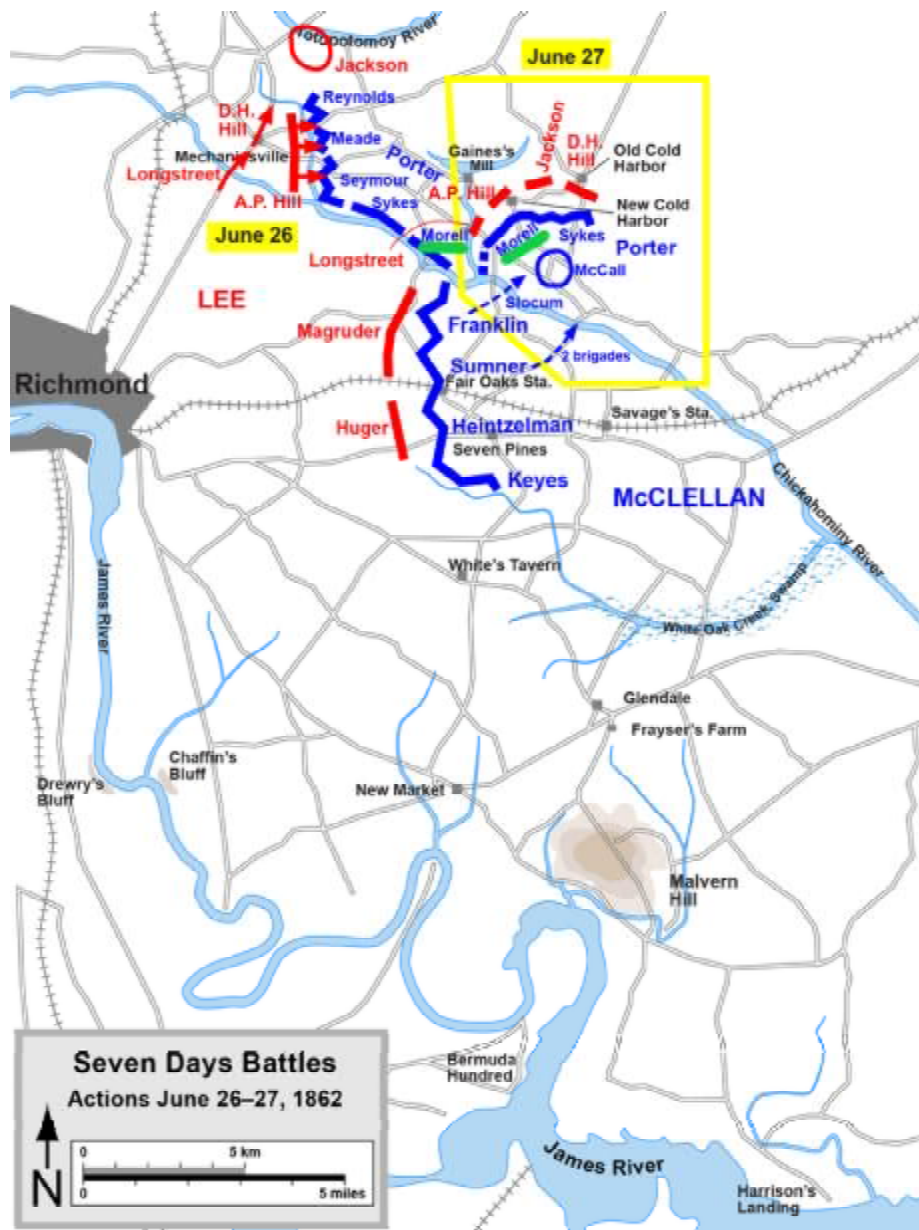 Totopotomoy River
Jackson
June 27
Reynolds
D.H.
Hill
Meade
Mechanicsville
Porter
Longstreet
Seymour
A.P. Hill
Sykes
June 26
Morell
Longstreet
Gaines's
Mill
Jackson
D.H.
Hill
Old Cold
Harbor
A.P. Hill
New Cold
Harbor
Morell
Sykes
Porter
McCall
Slocum
LEE
Magruder
Franklin
Sumner
2 brigades
Richmond
Fair Oaks Sta.
Savage's Sta.
Huger
Heintzelman
Seven Pines
Keyes
McCLELLAN
Chickahominy River
James River
White's Tavern
White Oak Creek, Swamp
Glendale
Frayser's Farm
Chaffin's
Bluff
Drewry's
Bluff
New Market
Malvern
Hill
Bermuda
Hundred
James River
Harrison's
Landing
Seven Days Battles
Actions June 26–27, 1862
N
0 5 km
0 5 miles